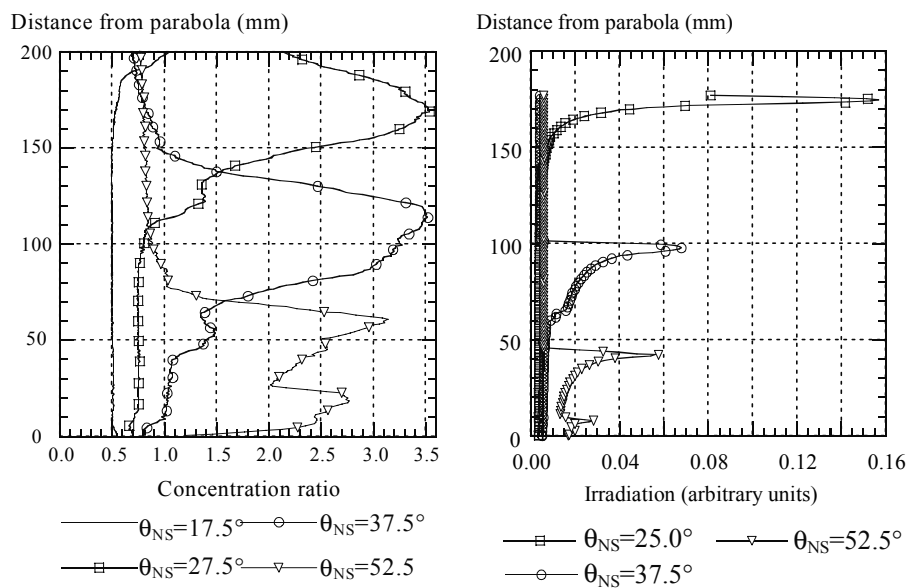 Distance from parabola (mm)
200
150
100
50
0
0.0 0.5 1.0 1.5 2.0 2.5 3.0 3.5
Concentration ratio
θNS=17.5° θNS=37.5°
θNS=27.5° θNS=52.5
Distance from parabola (mm)
200
150
100
50
0
0.00 0.04 0.08 0.12 0.16
Irradiation (arbitrary units)
θNS=25.0° θNS=52.5°
θNS=37.5°